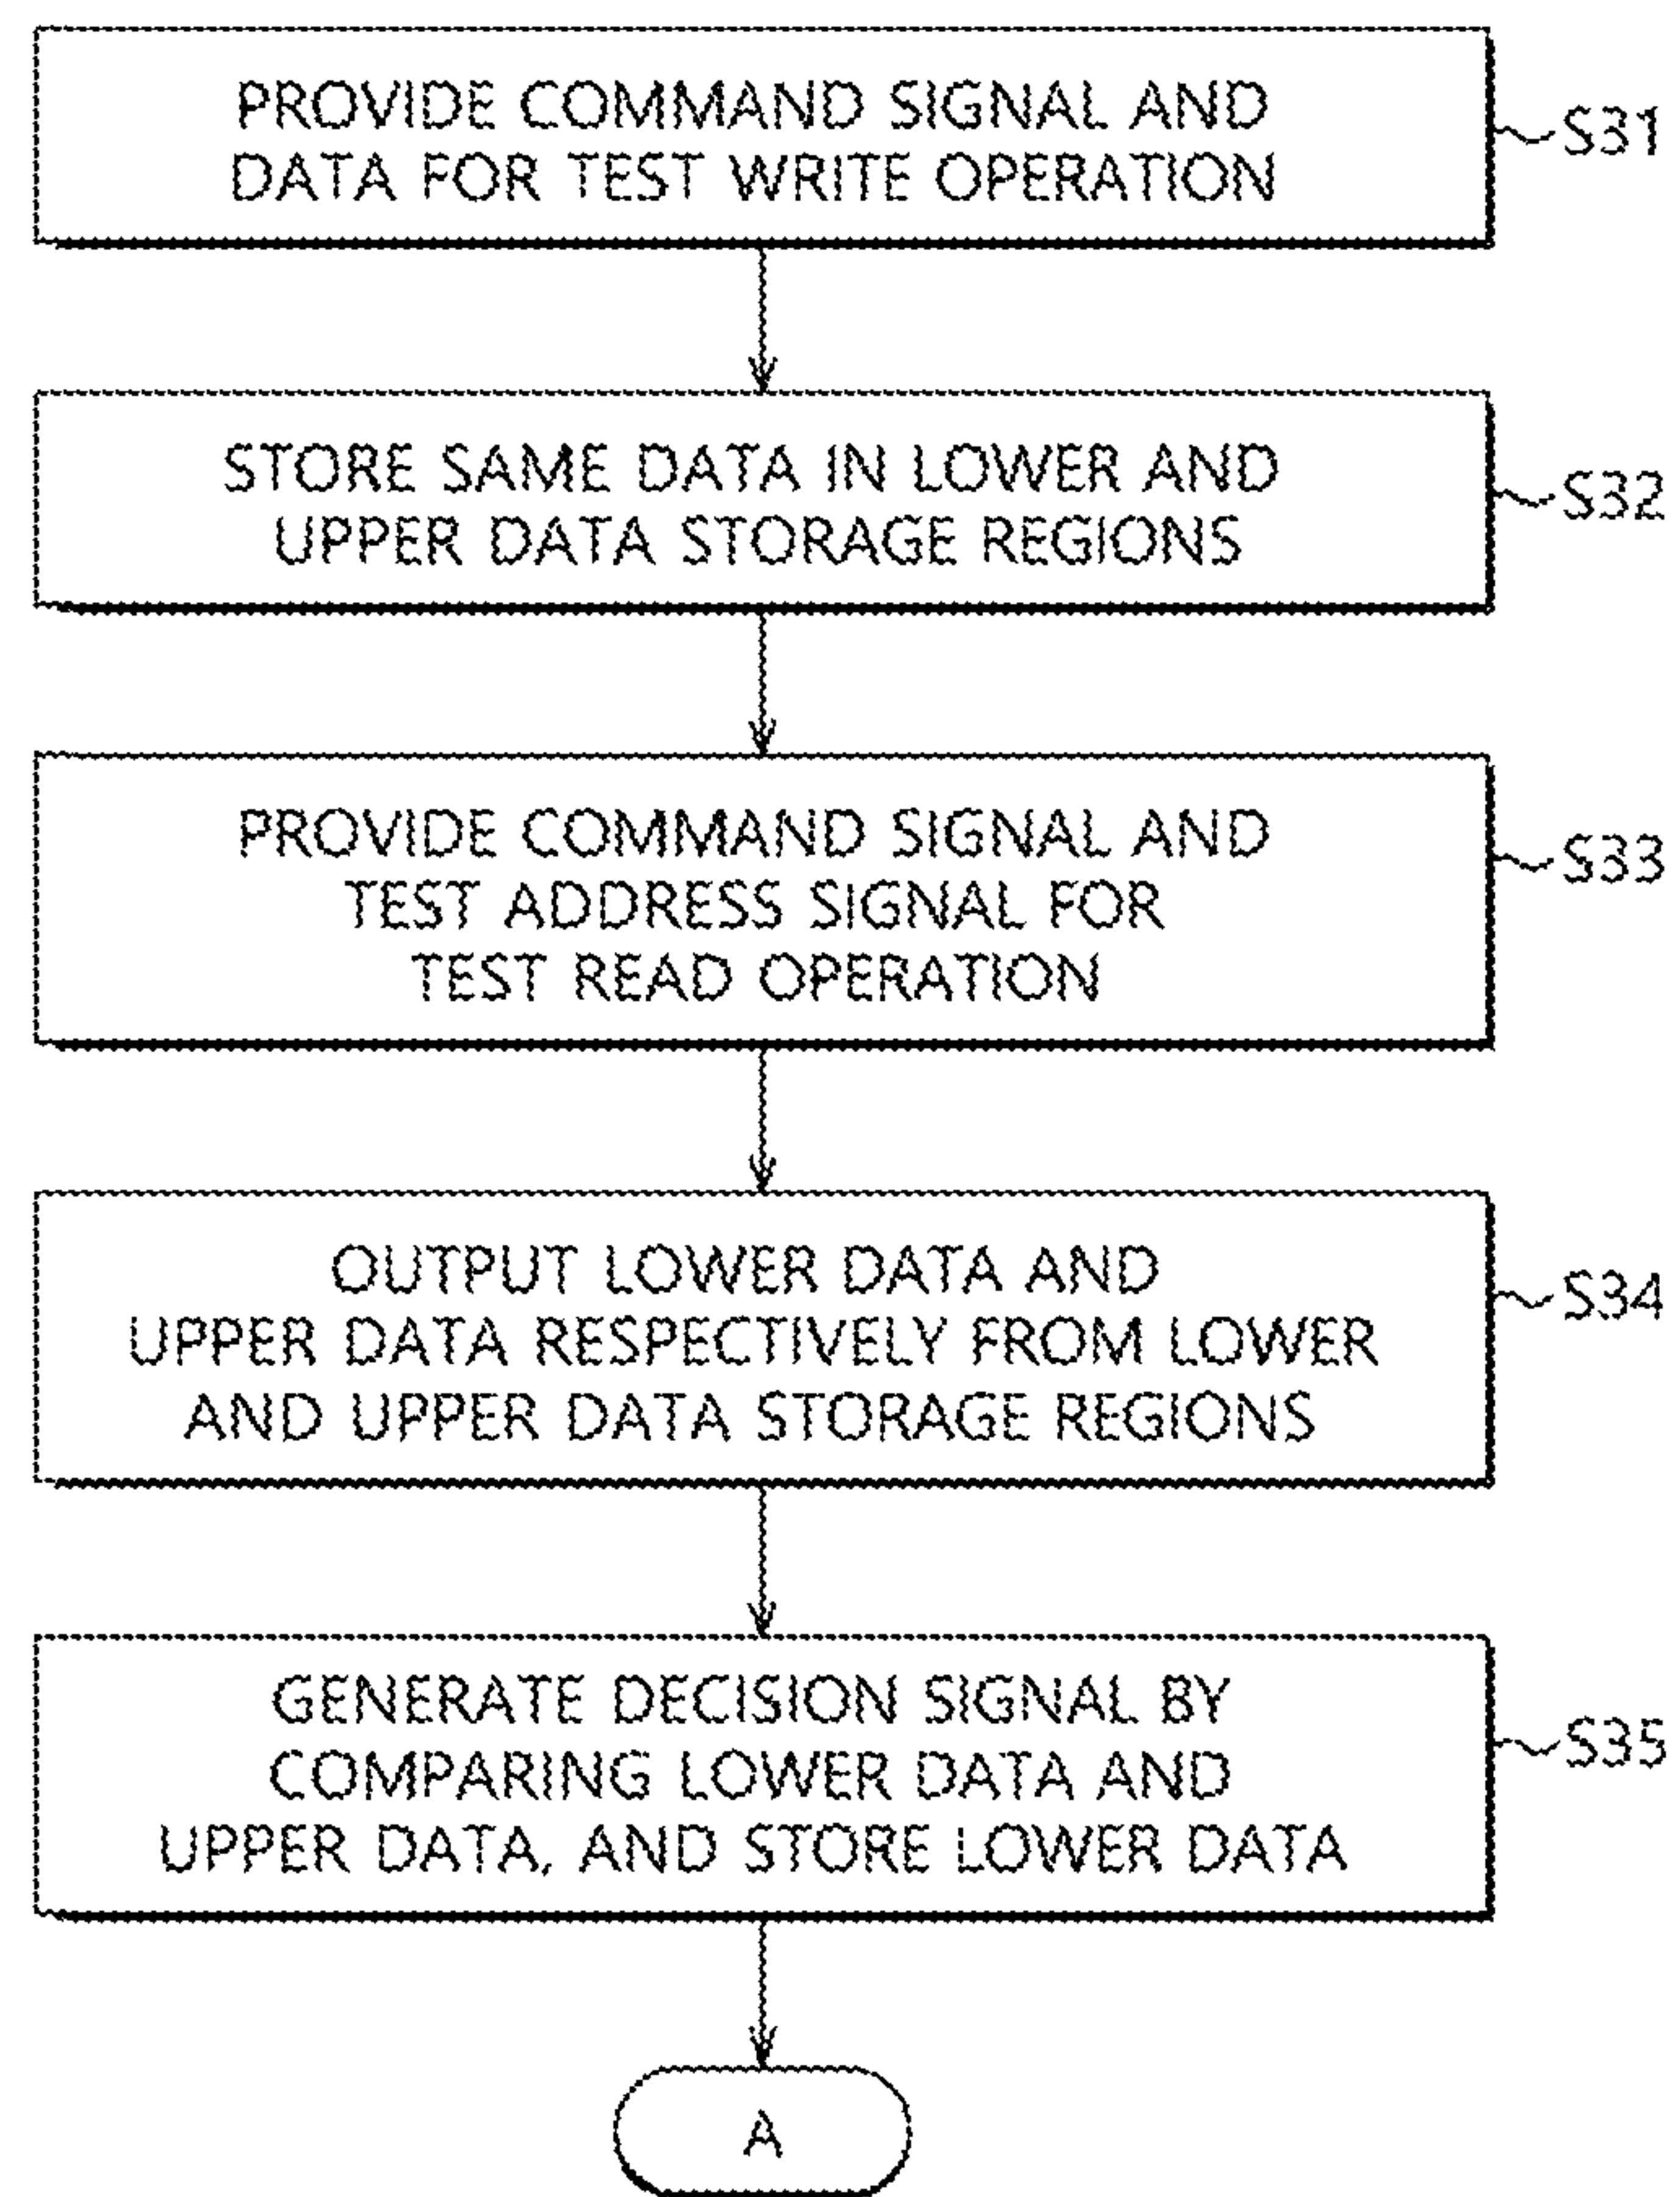 PROVIDE COMMAND SIGNAL AND
DATA FOR TEST WRITE OPERATION
S31
STORE SAME DATA IN LOWER AND
UPPER DATA STORAGE REGIONS
S32
PROVIDE COMMAND SIGNAL AND
TEST ADDRESS SIGNAL FOR
TEST READ OPERATION
S33
OUTPUT LOWER DATA AND
UPPER DATA RESPECTIVELY FROM LOWER
AND UPPER DATA STORAGE REGIONS
S34
GENERATE DECISION SIGNAL BY
COMPARING LOWER DATA AND
UPPER DATA, AND STORE LOWER DATA
S35
A